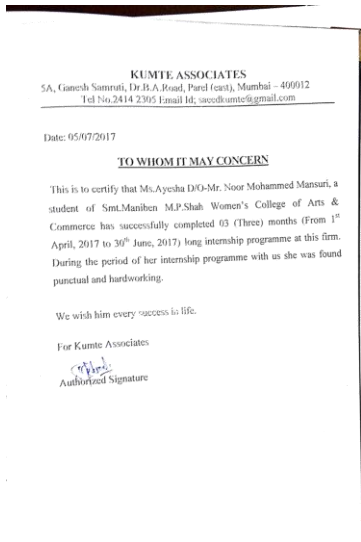 KUMTE ASSOCIATES
5A, Ganesh Samruti, Dr.B.A.Road, Parel (east), Mumbai – 400012
Tel No.2414 2305 Email Id; saeedkumte@gmail.com
Date: 05/07/2017
TO WHOM IT MAY CONCERN
This is to certify that Ms.Ayesha D/O-Mr. Noor Mohammed Mansuri, a
student of Smt.Maniben M.P.Shah Women's College of Arts &
Commerce has successfully completed 03 (Three) months (From 1st
April, 2017 to 30th June, 2017) long internship programme at this firm.
During the period of her internship programme with us she was found
punctual and hardworking.
We wish him every success in life.
For Kumte Associates
Authorized Signature